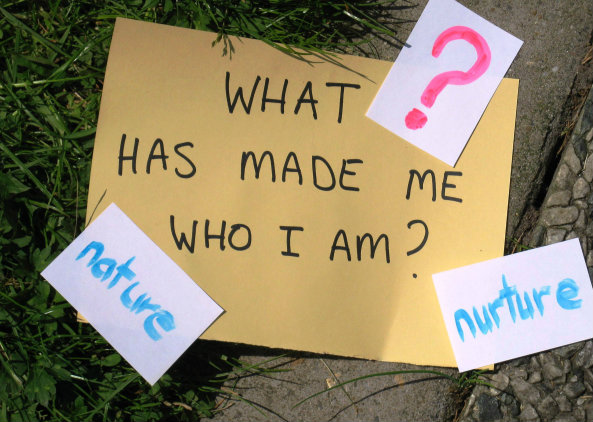 ?
WHAT
HAS MADE ME
WHO I AM?
nature
nurture